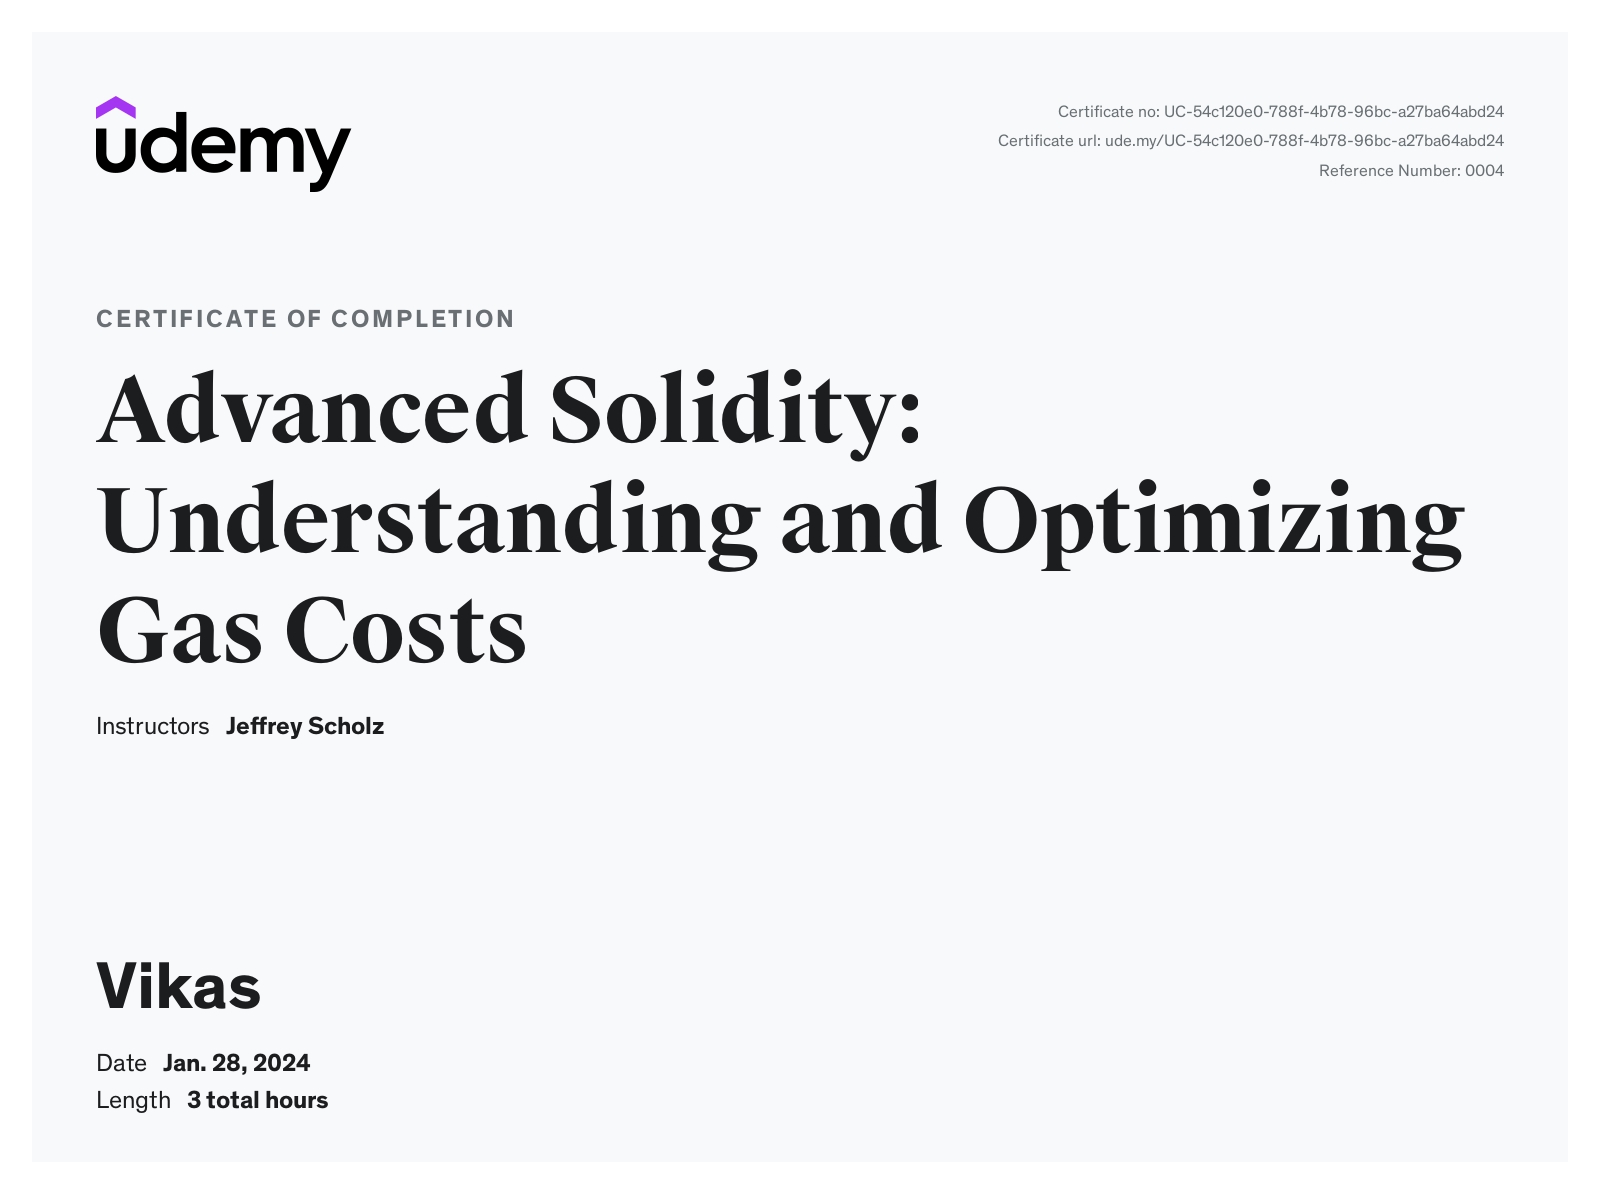 udemy
Certificate no: UC-54c120e0-788f-4b78-96bc-a27ba64abd24
Certificate url: ude.my/UC-54c120e0-788f-4b78-96bc-a27ba64abd24
Reference Number: 0004
CERTIFICATE OF COMPLETION
Advanced Solidity:
Understanding and Optimizing
Gas Costs
Instructors Jeffrey Scholz
Vikas
Date Jan. 28, 2024
Length 3 total hours